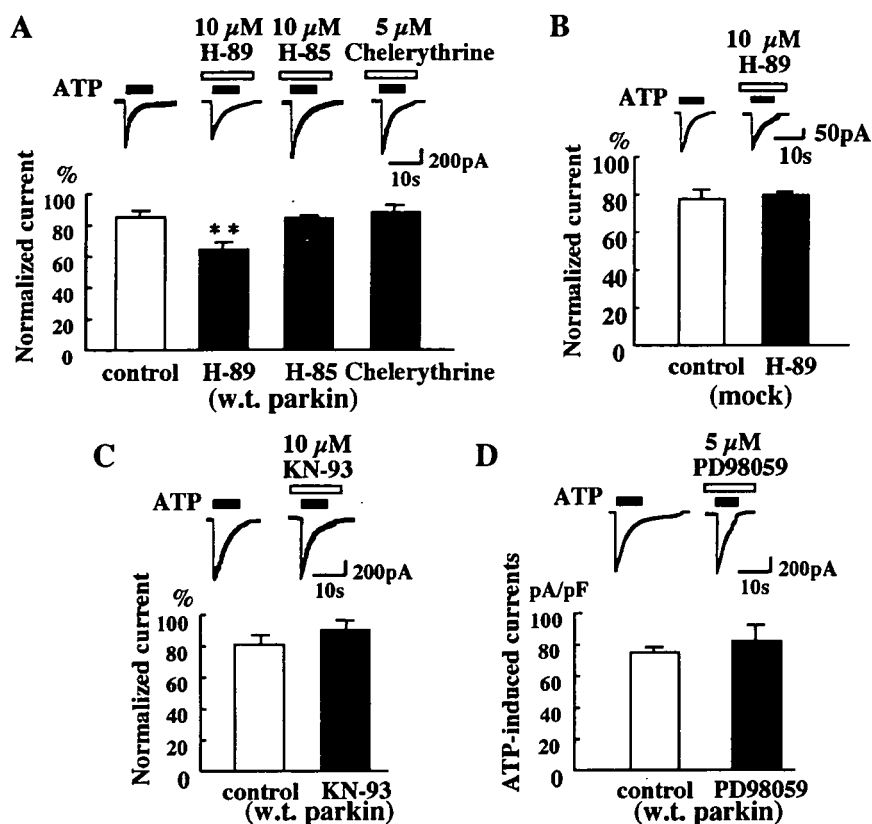 A
10 μM 10 μM 5 μM
H-89 H-85 Chelerythrine
ATP
200pA
10s
%
Normalized current
100
80
60
40
20
0
**
control H-89 H-85 Chelerythrine
(w.t. parkin)
B
10 μM
H-89
ATP
50pA
10s
%
Normalized current
100
80
60
40
20
0
control H-89
(mock)
C
10 μM
KN-93
ATP
200pA
10s
%
Normalized current
100
80
60
40
20
0
control KN-93
(w.t. parkin)
D
5 μM
PD98059
ATP
200pA
10s
pA/pF
ATP-induced currents
100
80
60
40
20
0
control PD98059
(w.t. parkin)